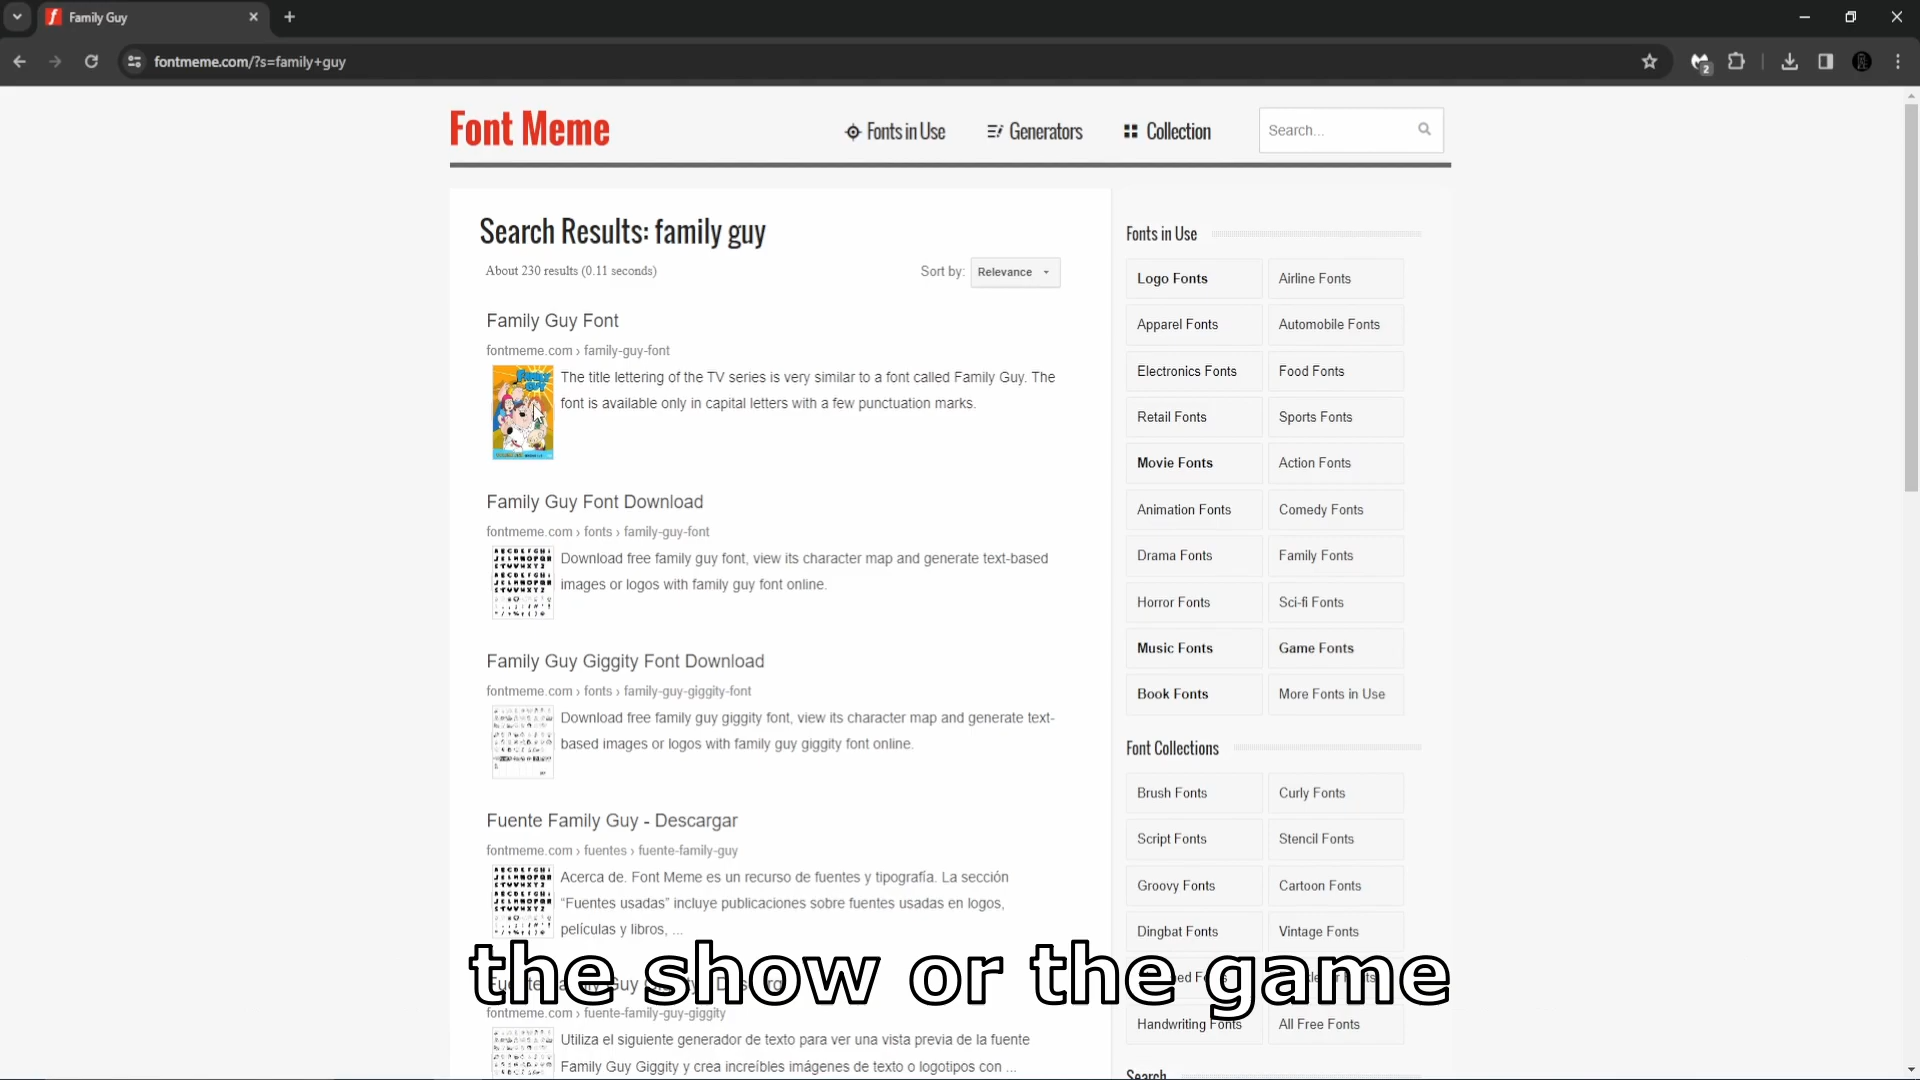 Family Guy
fontmeme.com/?s=family+guy
2
Font Meme
Fonts in Use
Generators
Collection
Search...
Search Results: family guy
About 230 results (0.11 seconds)
Sort by:
Relevance
Family Guy Font
fontmeme.com › family-guy-font
FAMILY GUY
The title lettering of the TV series is very similar to a font called Family Guy. The
font is available only in capital letters with a few punctuation marks.
Family Guy Font Download
fontmeme.com › fonts › family-guy-font
Download free family guy font, view its character map and generate text-based
images or logos with family guy font online.
Family Guy Giggity Font Download
fontmeme.com › fonts › family-guy-giggity-font
Download free family guy giggity font, view its character map and generate text-
based images or logos with family guy giggity font online.
Fuente Family Guy - Descargar
fontmeme.com › fuentes › fuente-family-guy
Acerca de. Font Meme es un recurso de fuentes y tipografía. La sección
“Fuentes usadas” incluye publicaciones sobre fuentes usadas en logos,
películas y libros, ...
fontmeme.com › fuente-family-guy-giggity
Utiliza el siguiente generador de texto para ver una vista previa de la fuente
Family Guy Giggity y crea increíbles imágenes de texto o logotipos con ...
Fonts in Use
Logo Fonts
Airline Fonts
Apparel Fonts
Automobile Fonts
Electronics Fonts
Food Fonts
Retail Fonts
Sports Fonts
Movie Fonts
Action Fonts
Animation Fonts
Comedy Fonts
Drama Fonts
Family Fonts
Horror Fonts
Sci-fi Fonts
Music Fonts
Game Fonts
Book Fonts
More Fonts in Use
Font Collections
Brush Fonts
Curly Fonts
Script Fonts
Stencil Fonts
Groovy Fonts
Cartoon Fonts
Dingbat Fonts
Vintage Fonts
Handwriting Fonts
All Free Fonts
Search
the show or the game